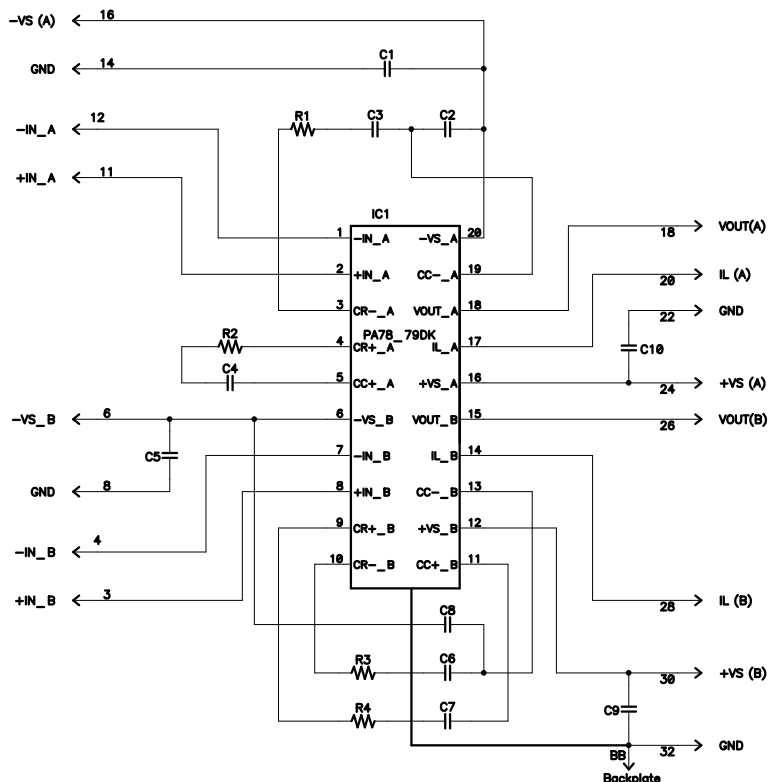 -VS (A) 16
GND 14 C1
-IN_A 12 R1 C3 C2
+IN_A 11
IC1
1 -IN_A -VS_A 20
18 VOUT(A)
2 +IN_A CC-_A 19
20 IL (A)
3 CR-_A VOUT_A 18
22 GND
PA78_79DK
R2 4 CR+_A IL_A 17
C10
C4 5 CC+_A +VS_A 16
24 +VS (A)
-VS_B 6 6 -VS_B VOUT_B 15
26 VOUT(B)
C5 7 -IN_B IL_B 14
GND 8 8 +IN_B CC-_B 13
9 CR+_B +VS_B 12
-IN_B 4
10 CR-_B CC+_B 11
+IN_B 3
28 IL (B)
C8
R3 C6
30 +VS (B)
R4 C7
C9
BB 32 GND
Backplate